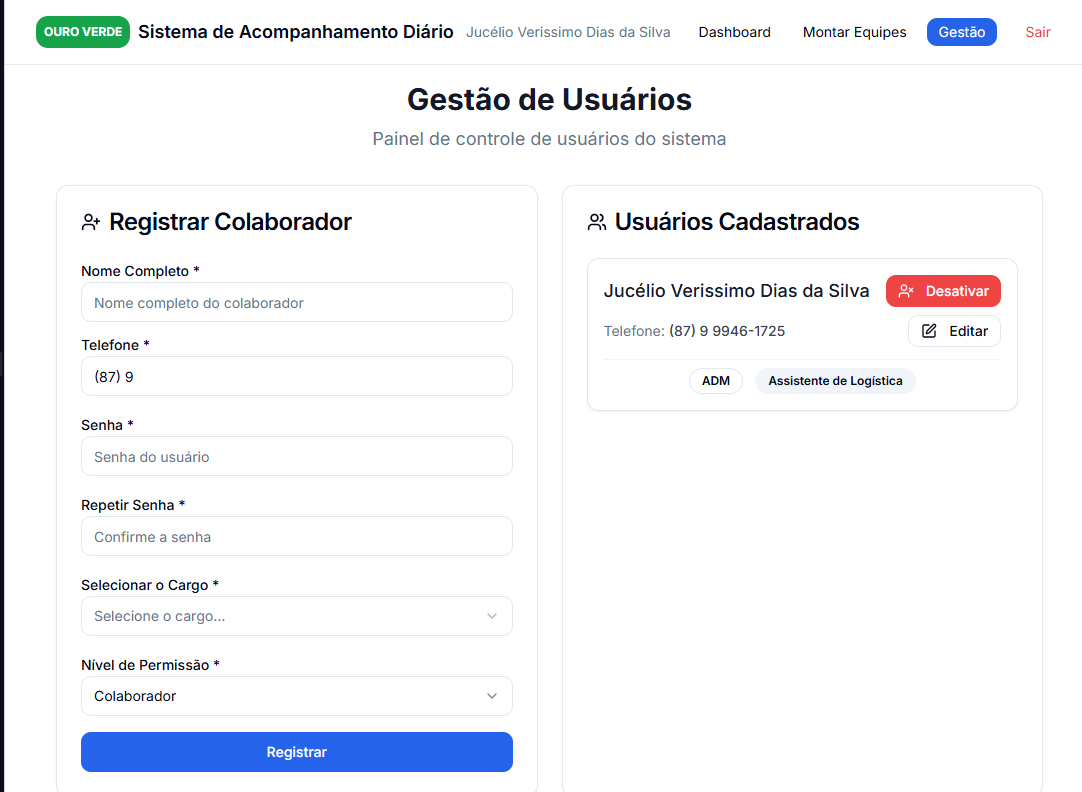 OURO VERDE Sistema de Acompanhamento Diário Jucélio Verissimo Dias da Silva Dashboard Montar Equipes Gestão Sair
Gestão de Usuários
Painel de controle de usuários do sistema
Registrar Colaborador
Nome Completo *
Nome completo do colaborador
Telefone *
(87) 9
Senha *
Senha do usuário
Repetir Senha *
Confirme a senha
Selecionar o Cargo *
Selecione o cargo...
Nível de Permissão *
Colaborador
Registrar
Usuários Cadastrados
Jucélio Verissimo Dias da Silva Desativar
Telefone: (87) 9 9946-1725 Editar
ADM Assistente de Logística